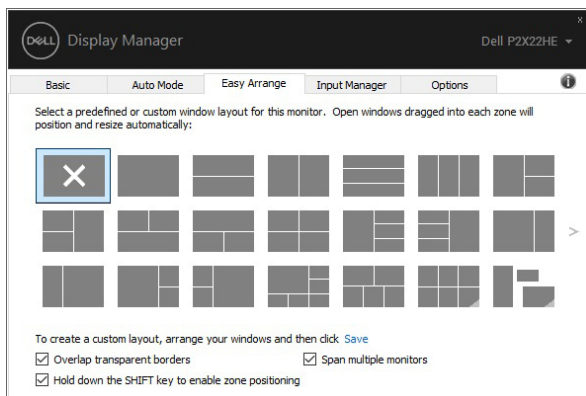 x
DELL Display Manager
Dell P2X22HE
Basic
Auto Mode
Easy Arrange
Input Manager
Options
i
Select a predefined or custom window layout for this monitor. Open windows dragged into each zone will
position and resize automatically:
>
To create a custom layout, arrange your windows and then click Save
Overlap transparent borders
Span multiple monitors
Hold down the SHIFT key to enable zone positioning